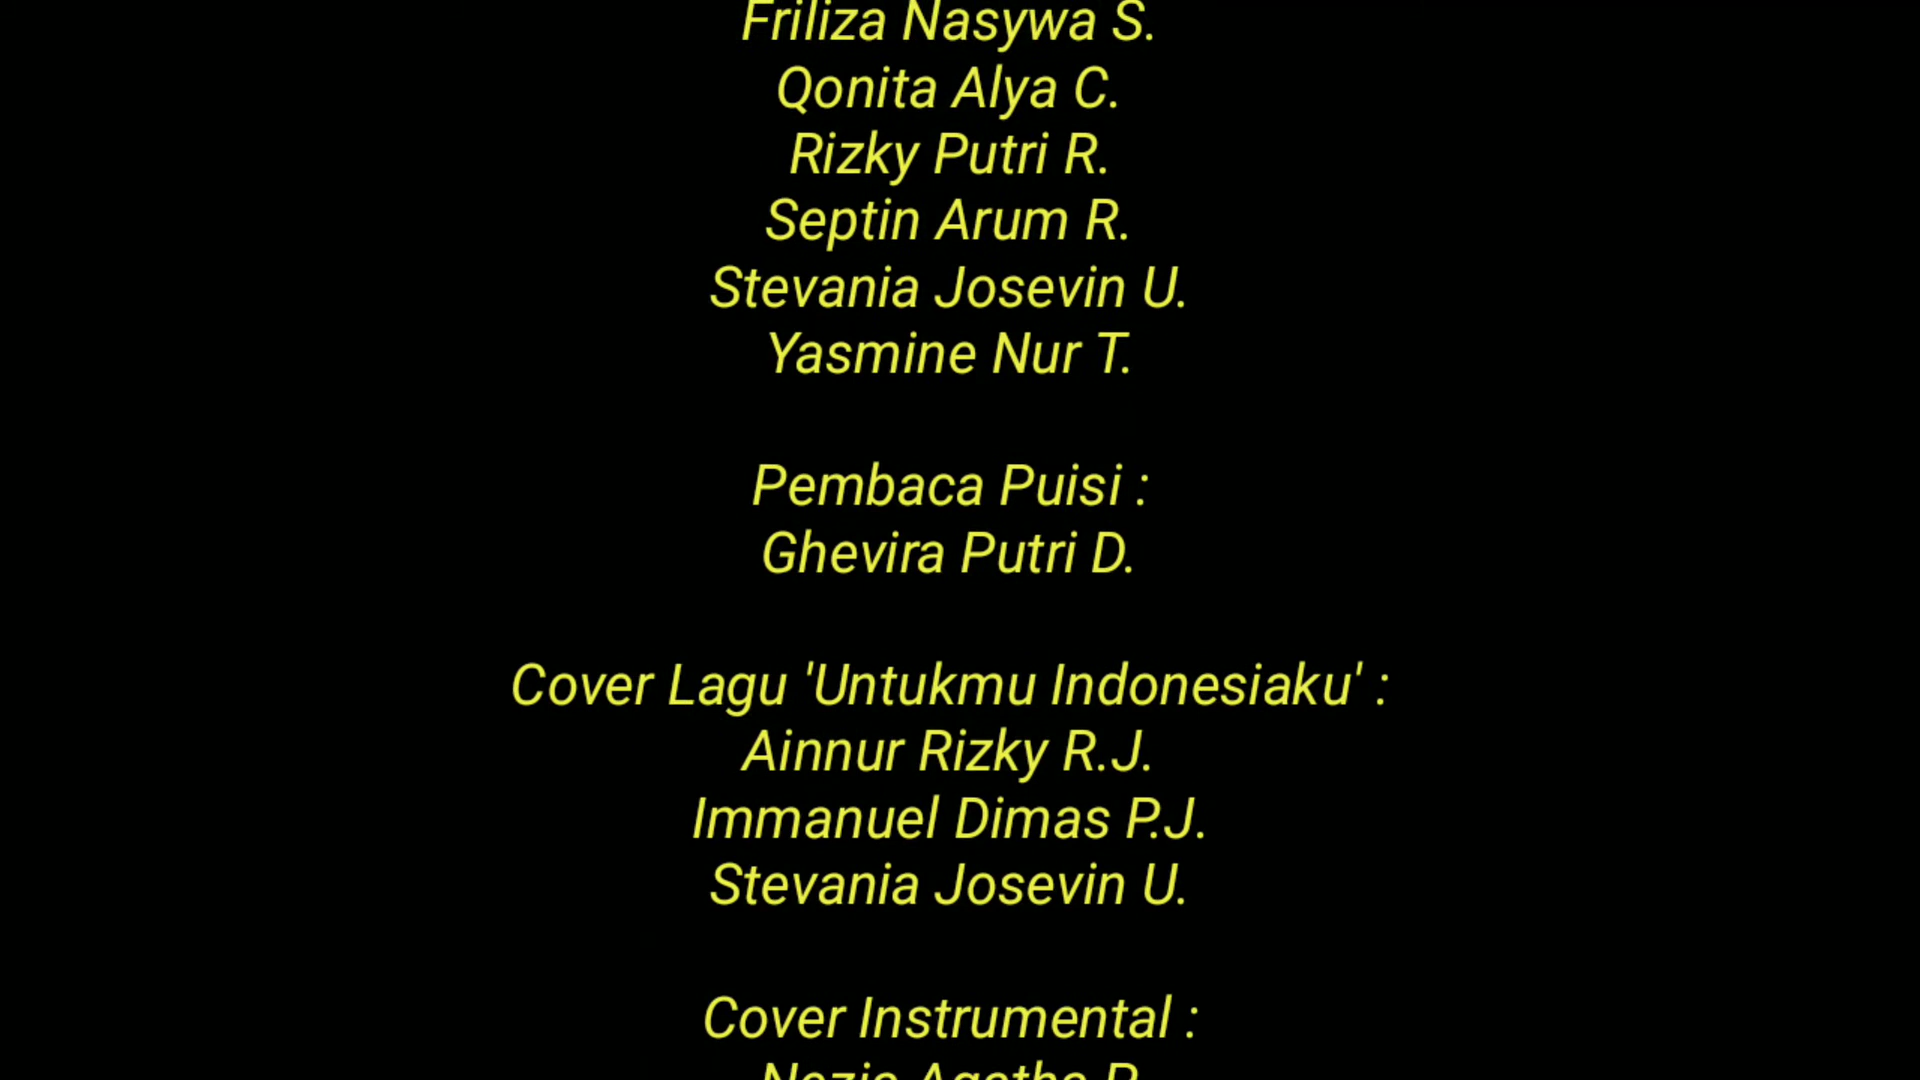 Friliza Nasywa S.
Qonita Alya C.
Rizky Putri R.
Septin Arum R.
Stevania Josevin U.
Yasmine Nur T.
Pembaca Puisi :
Ghevira Putri D.
Cover Lagu 'Untukmu Indonesiaku' :
Ainnur Rizky R.J.
Immanuel Dimas P.J.
Stevania Josevin U.
Cover Instrumental :